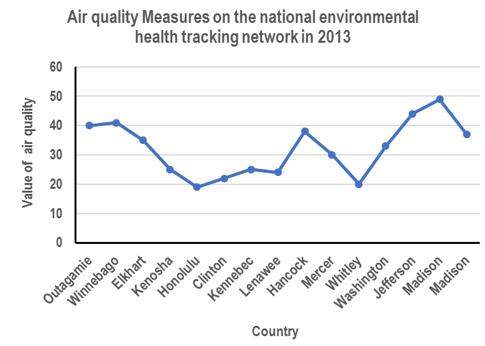 Air quality Measures on the national environmental
health tracking network in 2013
Value of air quality
60
50
40
30
20
10
0
Outagamie
Winnebago
Elkhart
Kenosha
Honolulu
Clinton
Kennebec
Lenawee
Hancock
Mercer
Whitley
Washington
Jefferson
Madison
Madison
Country